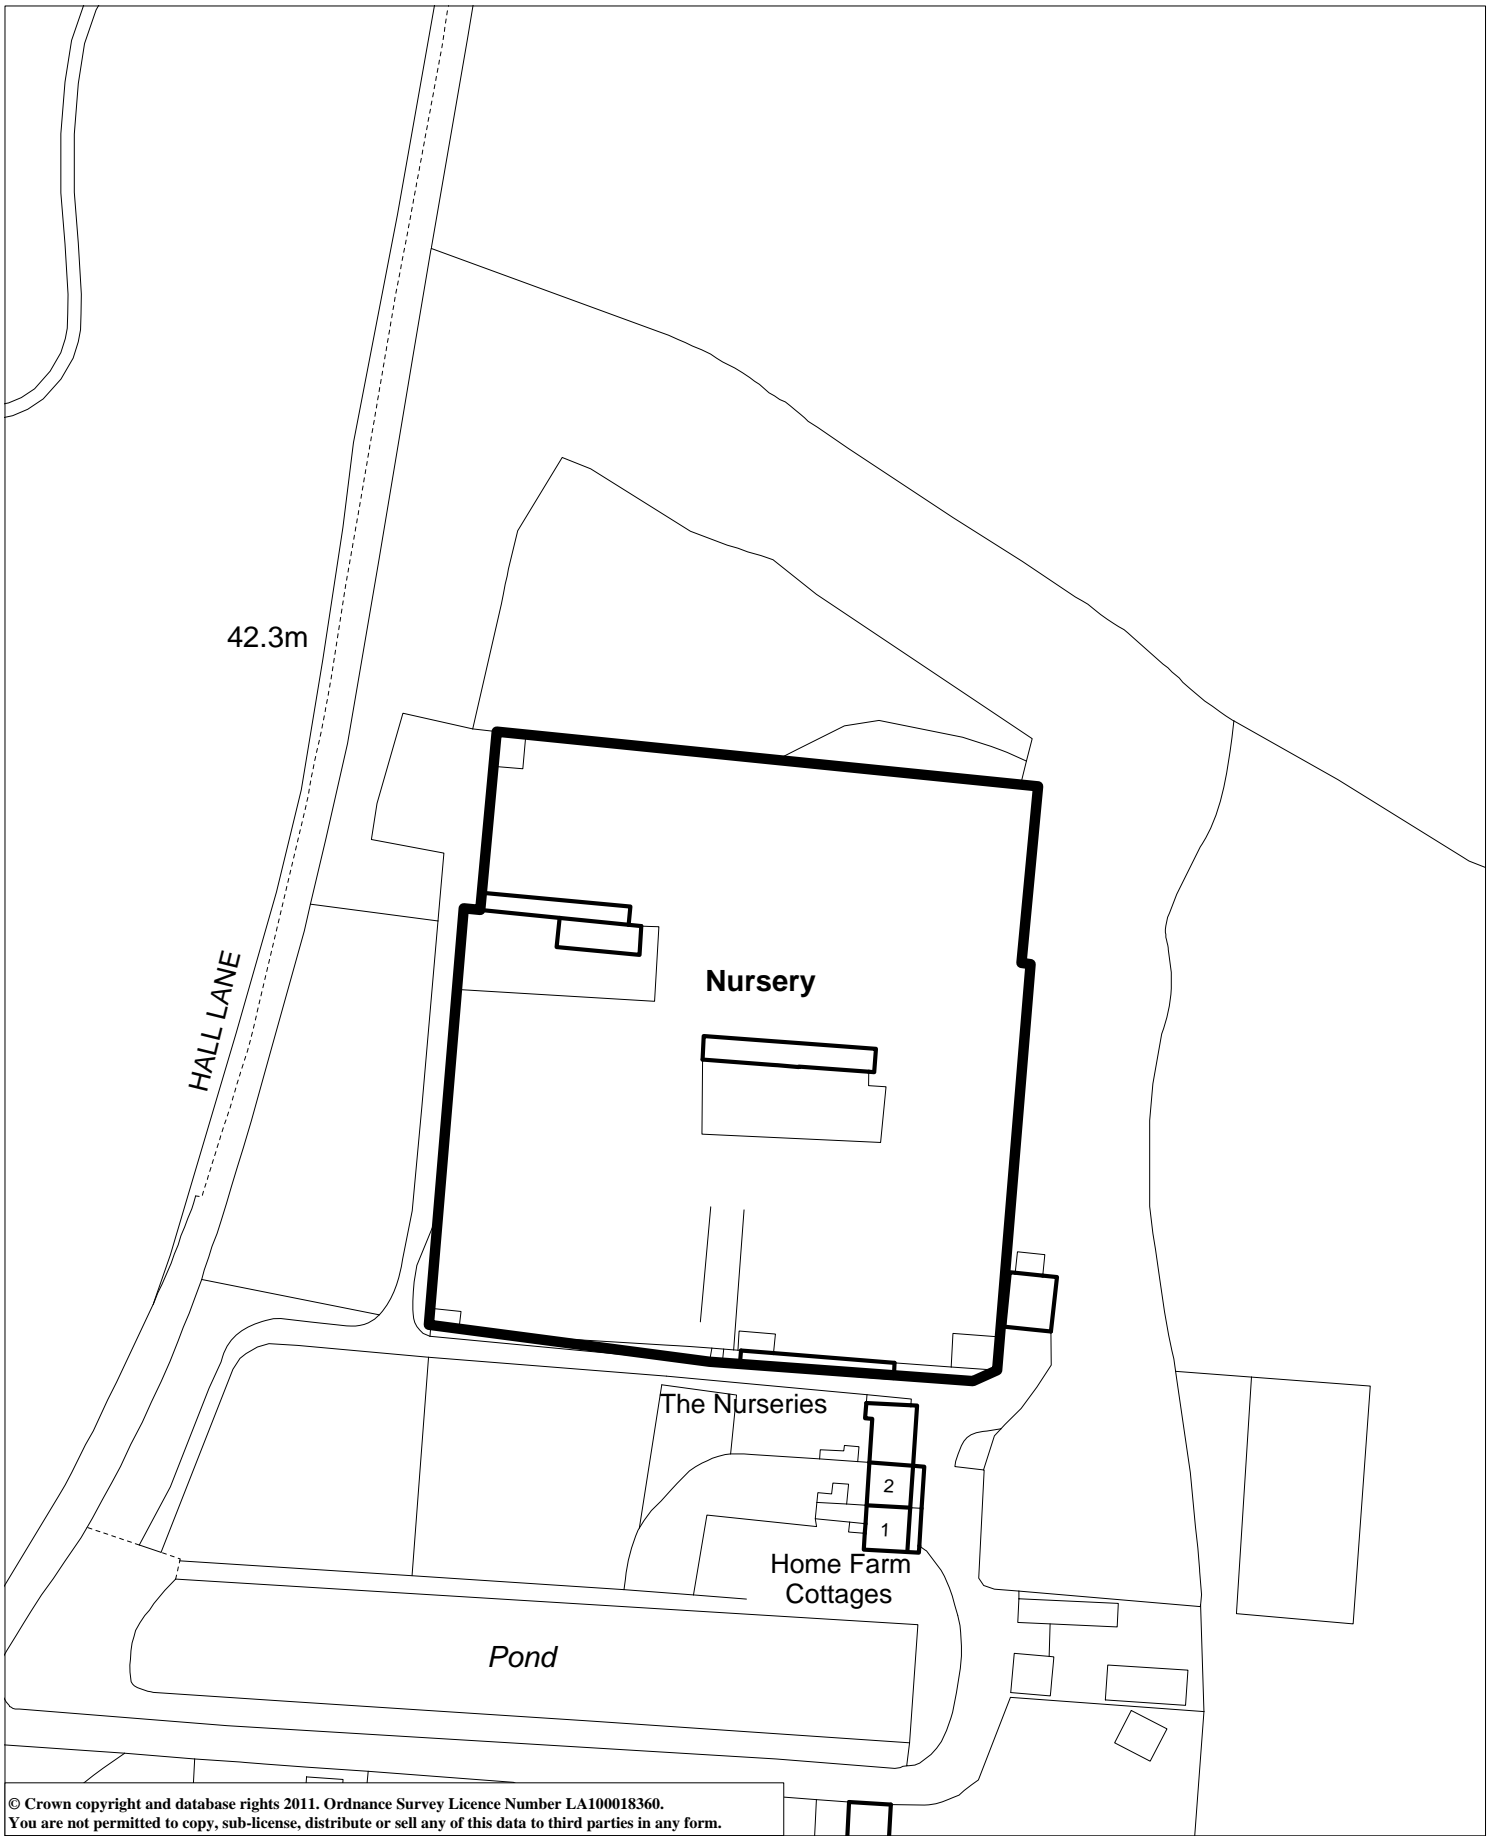 42.3m
HALL LANE
Nursery
The Nurseries
2
1
Home Farm
Cottages
Pond
© Crown copyright and database rights 2011. Ordnance Survey Licence Number LA100018360.
You are not permitted to copy, sub-license, distribute or sell any of this data to third parties in any form.